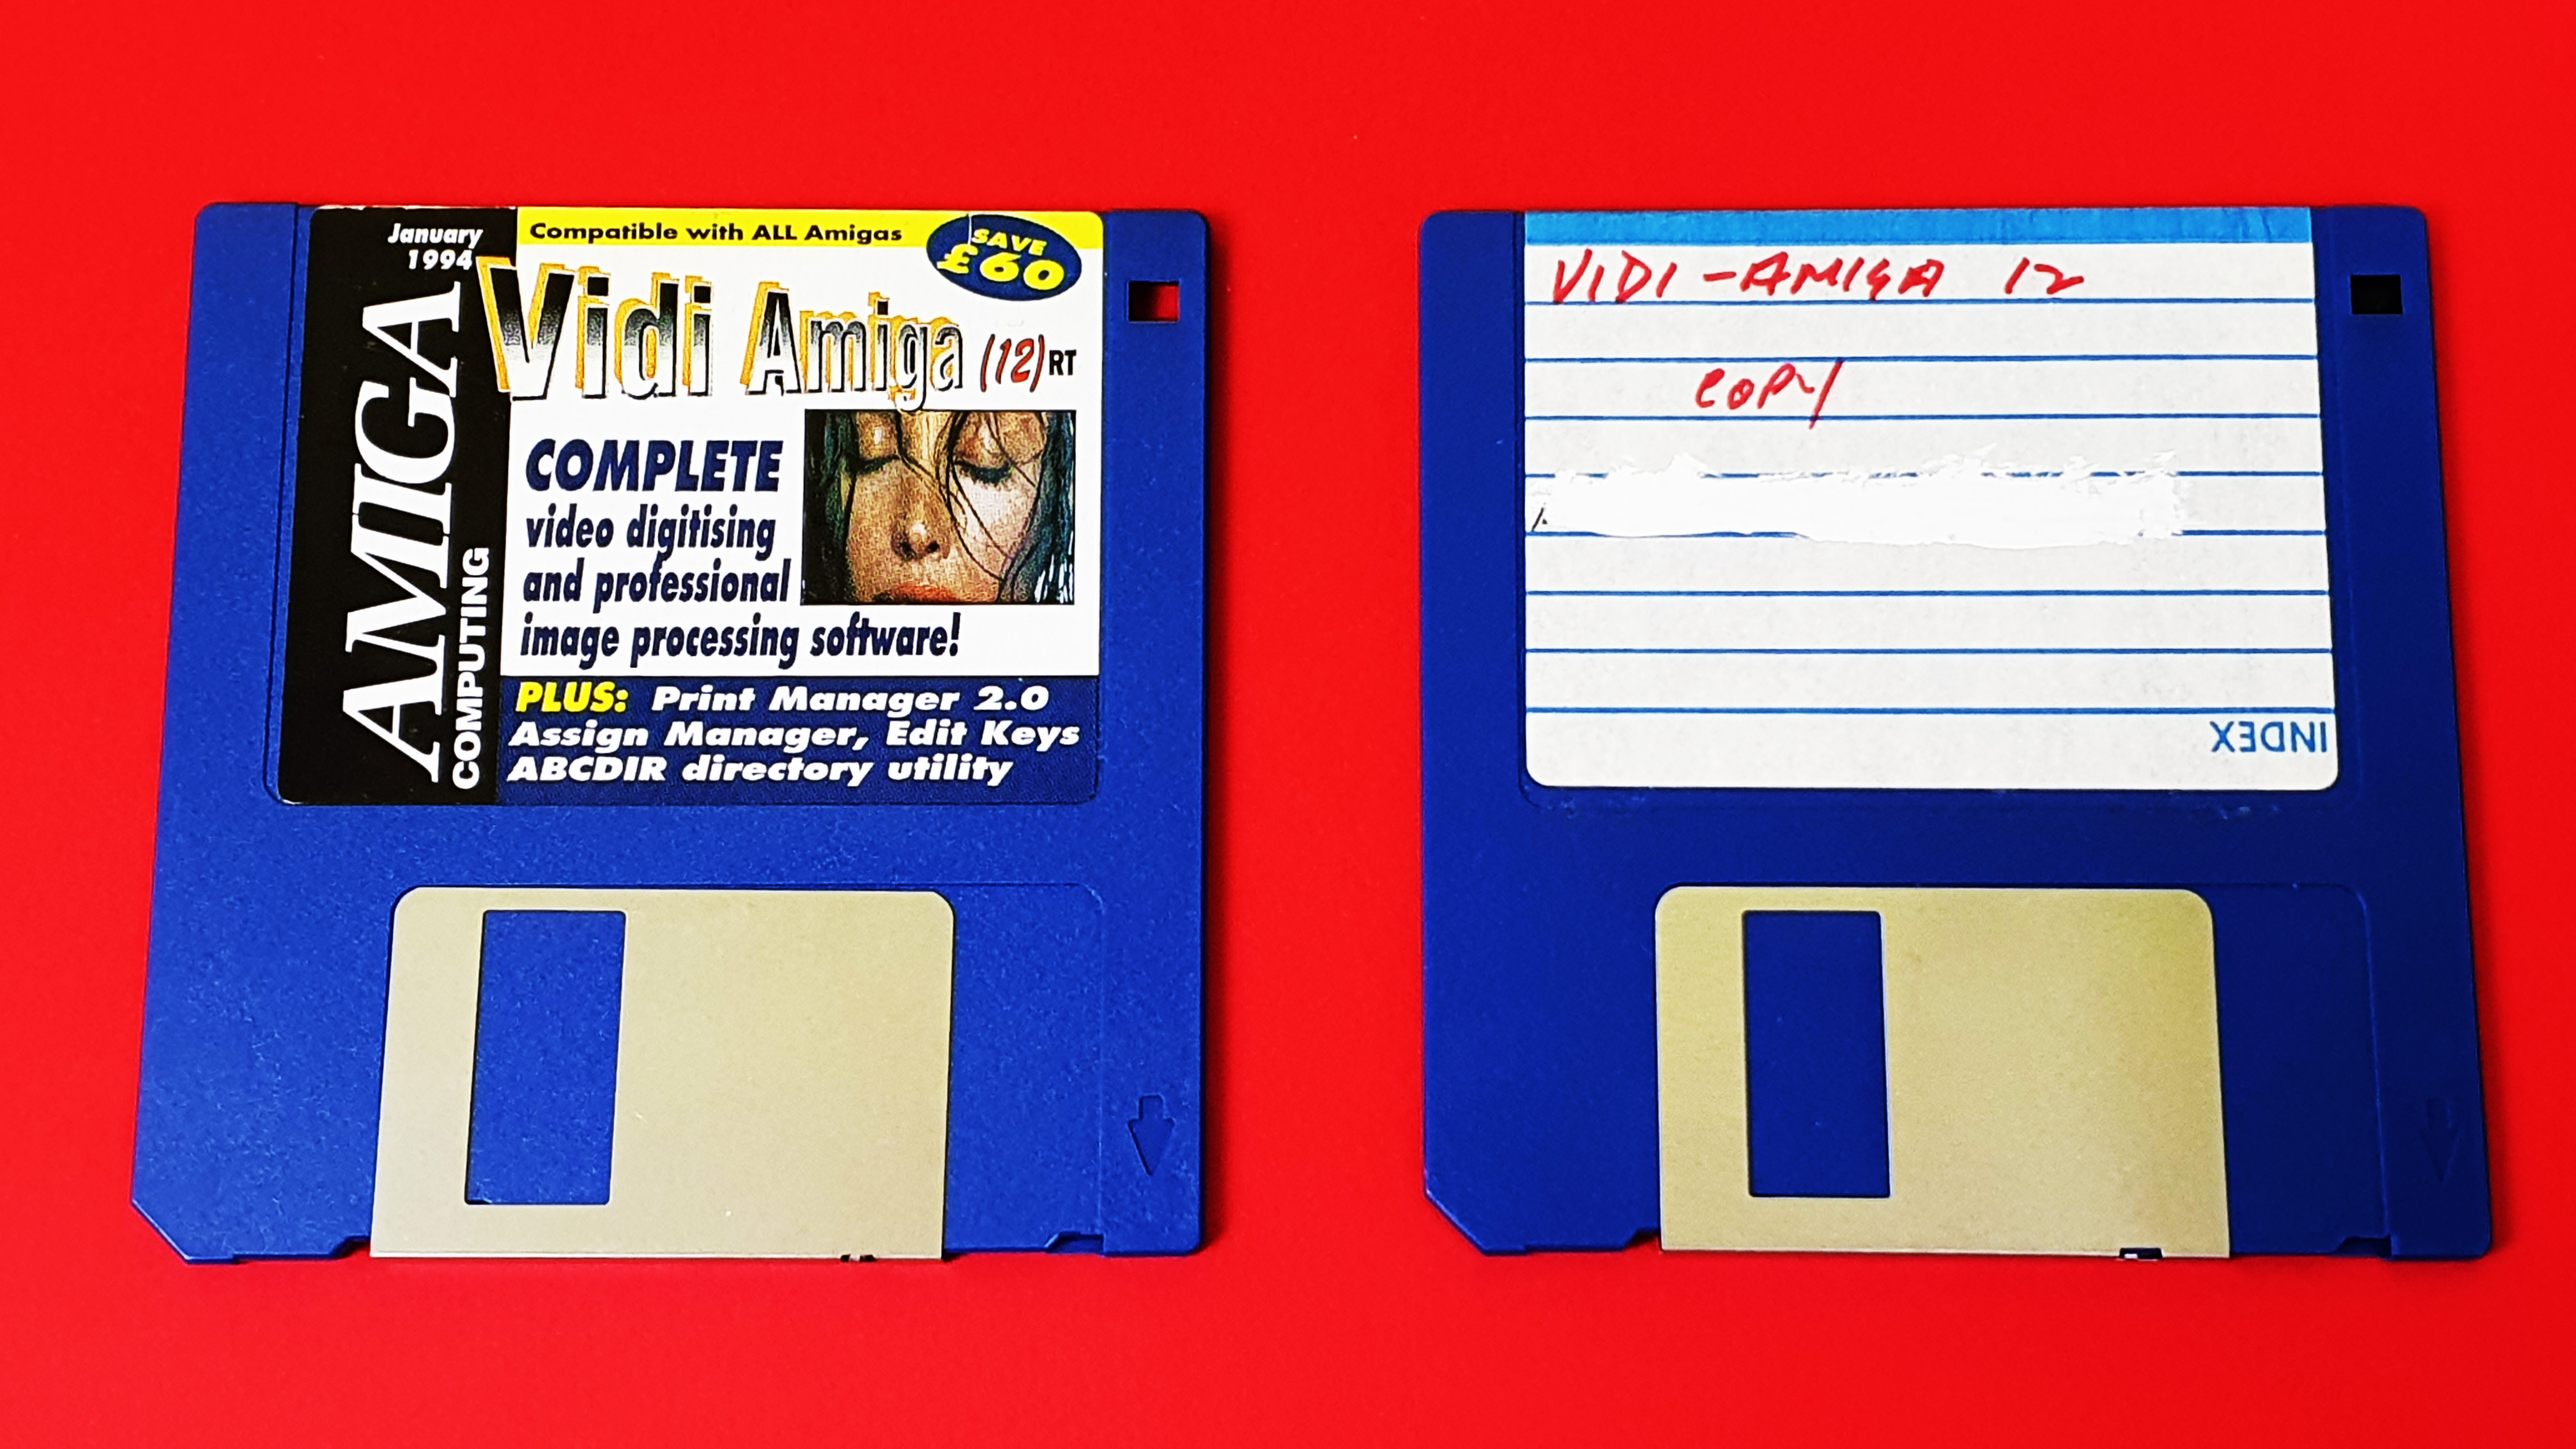 January
1994
AMIGA
COMPUTING
Compatible with ALL Amigas
SAVE
£60
Vidi Amiga (12) RT
COMPLETE
video digitising
and professional
image processing software!
PLUS: Print Manager 2.0
Assign Manager, Edit Keys
ABCDIR directory utility
VIDI - AMIGA 12
COPY
INDEX